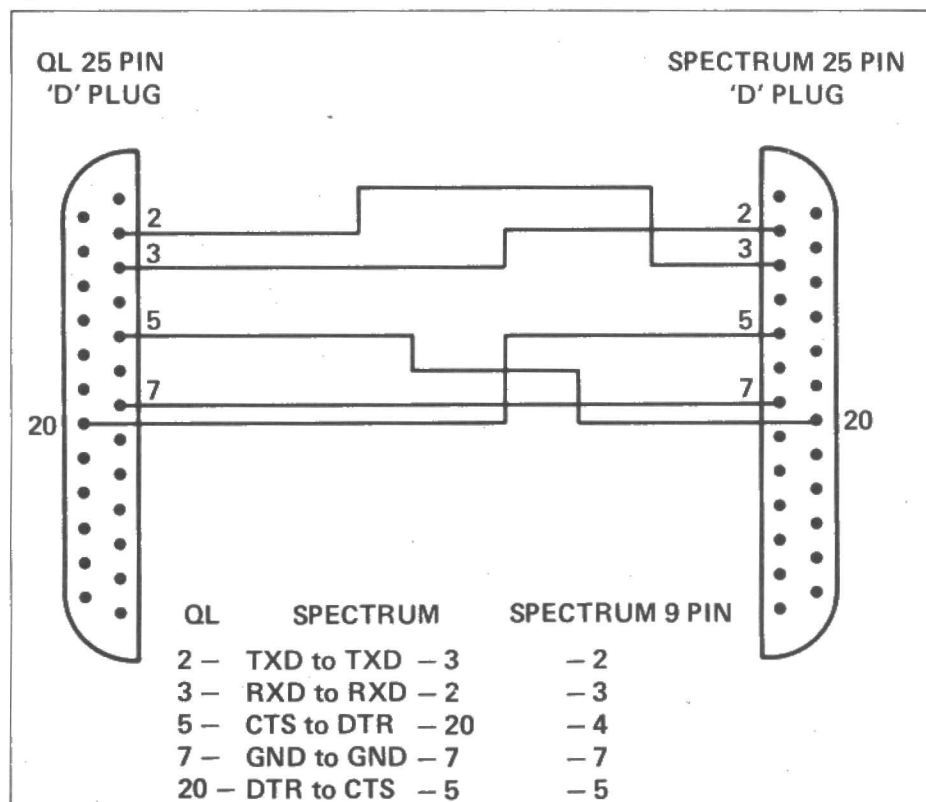 QL 25 PIN
'D' PLUG
SPECTRUM 25 PIN
'D' PLUG
2
3
5
7
20
2
3
5
7
20
QL SPECTRUM SPECTRUM 9 PIN
2 – TXD to TXD – 3 – 2
3 – RXD to RXD – 2 – 3
5 – CTS to DTR – 20 – 4
7 – GND to GND – 7 – 7
20 – DTR to CTS – 5 – 5